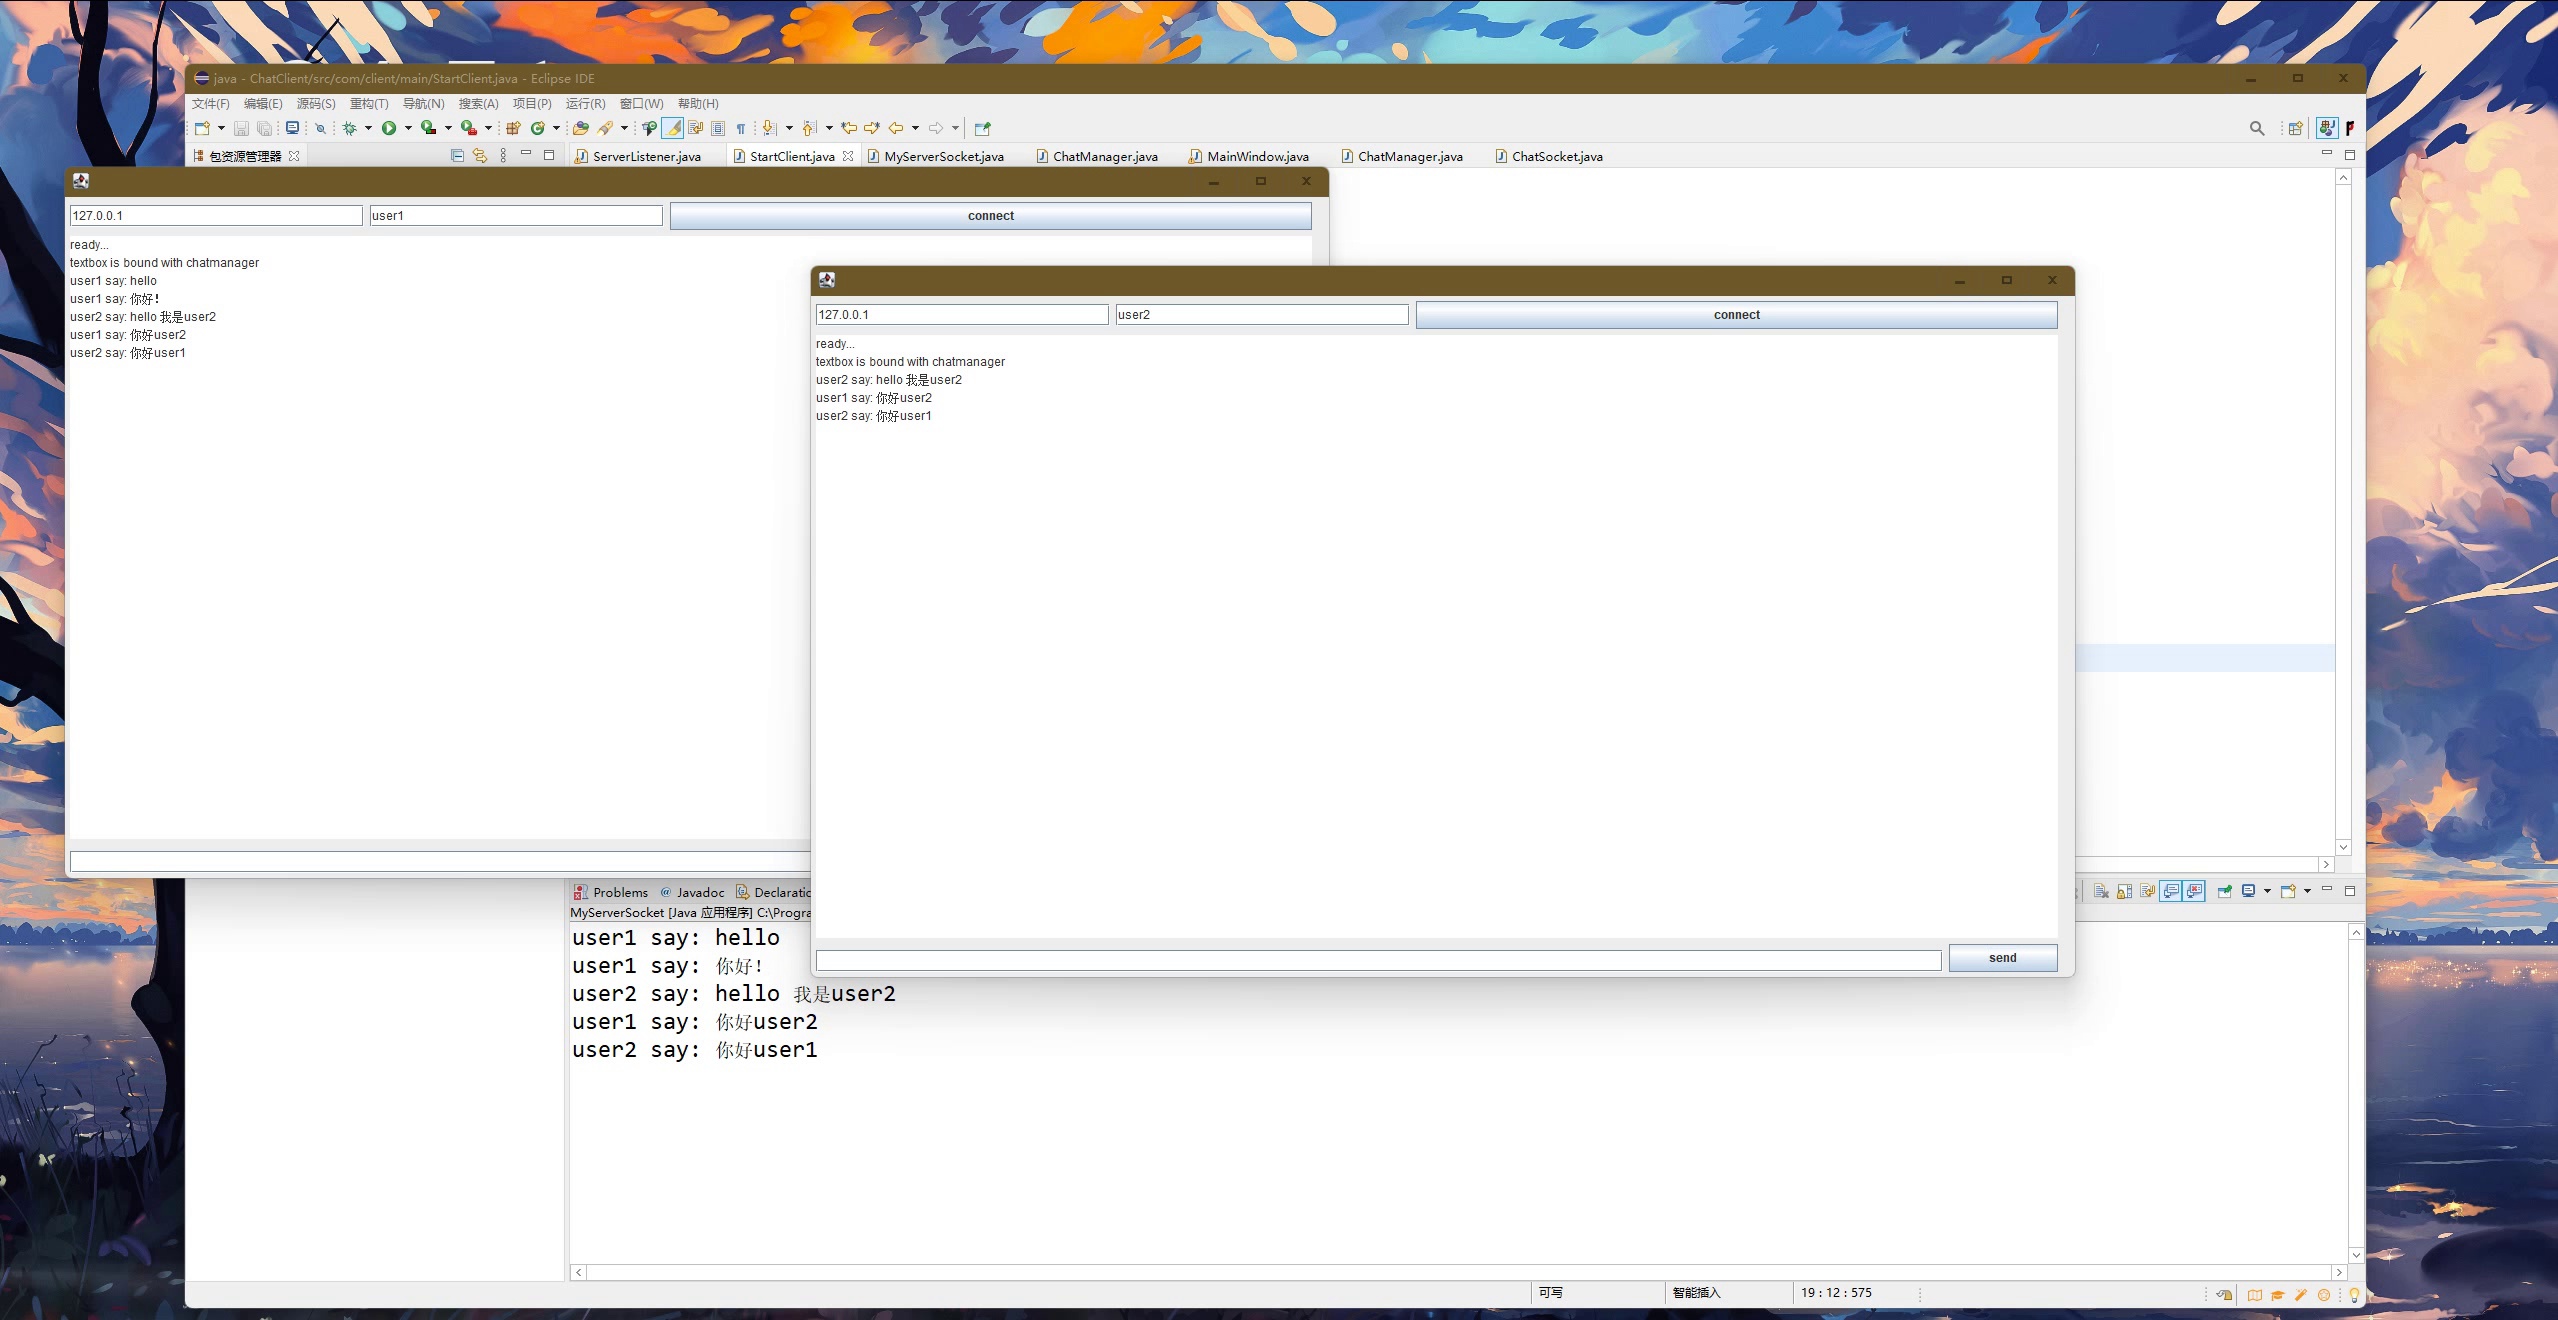 java - ChatClient/src/com/client/main/StartClient.java - Eclipse IDE
文件(F) 编辑(E) 源码(S) 重构(T) 导航(N) 搜索(A) 项目(P) 运行(R) 窗口(W) 帮助(H)
包资源管理器 ServerListener.java StartClient.java MyServerSocket.java ChatManager.java MainWindow.java ChatManager.java ChatSocket.java
127.0.0.1 user1 connect
ready...
textbox is bound with chatmanager
user1 say: hello
user1 say: 你好!
user2 say: hello 我是user2
user1 say: 你好user2
user2 say: 你好user1
127.0.0.1 user2 connect
ready...
textbox is bound with chatmanager
user2 say: hello 我是user2
user1 say: 你好user2
user2 say: 你好user1
send
Problems Javadoc Declaratio
MyServerSocket [Java 应用程序] C:\Progra
user1 say: hello
user1 say: 你好!
user2 say: hello 我是user2
user1 say: 你好user2
user2 say: 你好user1
可写 智能插入 19 : 12 : 575